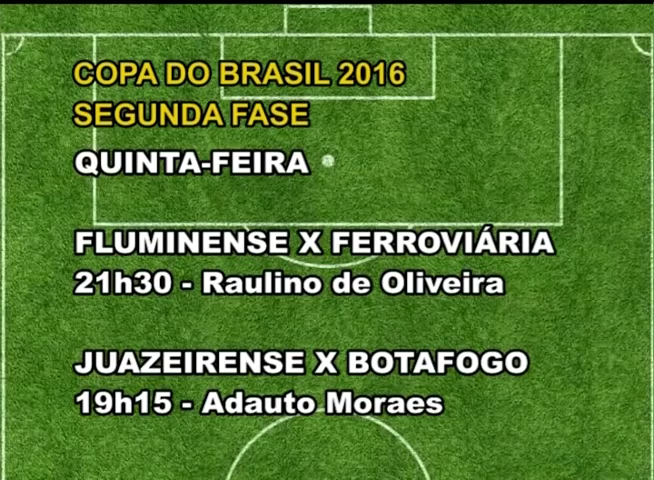 COPA DO BRASIL 2016
SEGUNDA FASE
QUINTA-FEIRA
FLUMINENSE X FERROVIÁRIA
21h30 - Raulino de Oliveira
JUAZEIRENSE X BOTAFOGO
19h15 - Adauto Moraes